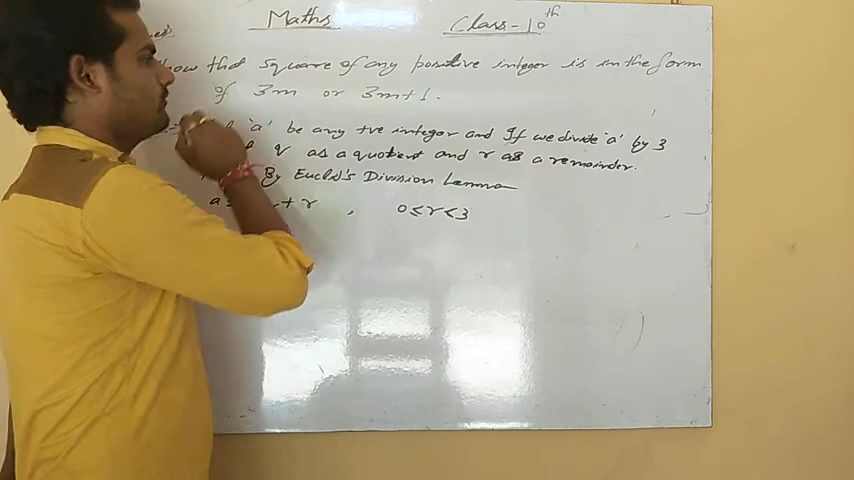 Maths Class-10th
how that square of any positive integer is in the form
of 3m or 3m+1.
'a' be any +ve integer and If we divide 'a' by 3
q as a quotient and r as a remainder.
By Euclid's Division Lemma
a = + r , 0≤r<3